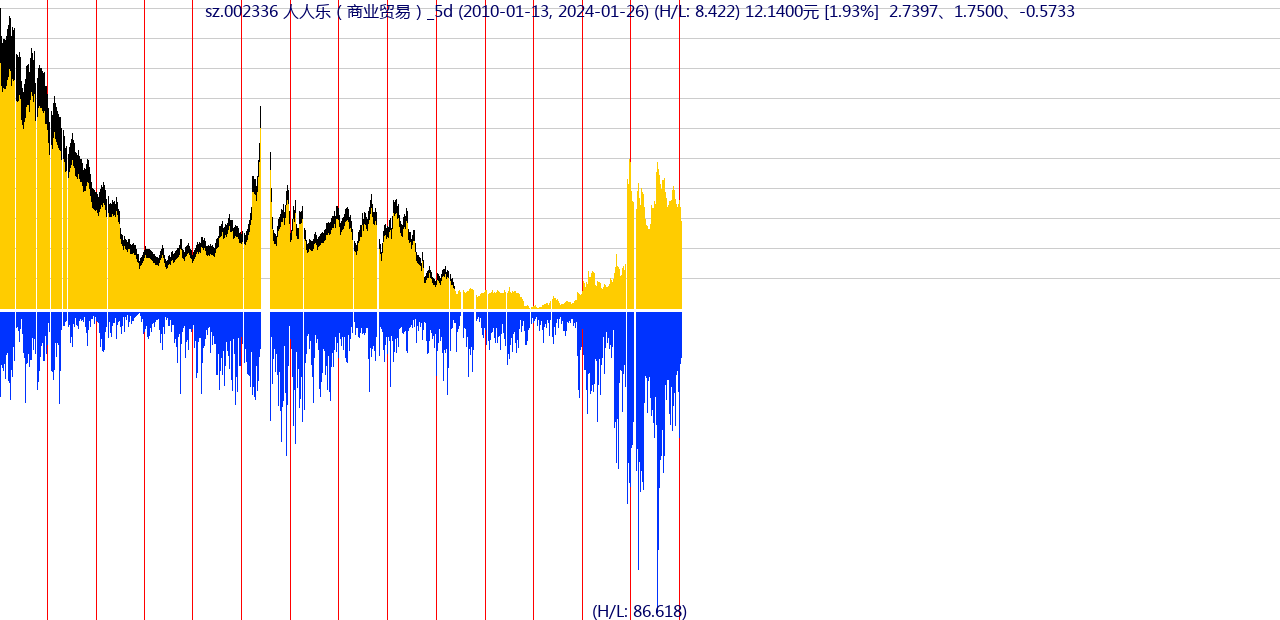 sz.002336 人人乐 ( 商业贸易 ) _5d (2010-01-13, 2024-01-26) (H/L: 8.422) 12.1400元 [1.93%]  2.7397、1.7500、-0.5733
(H/L: 86.618)